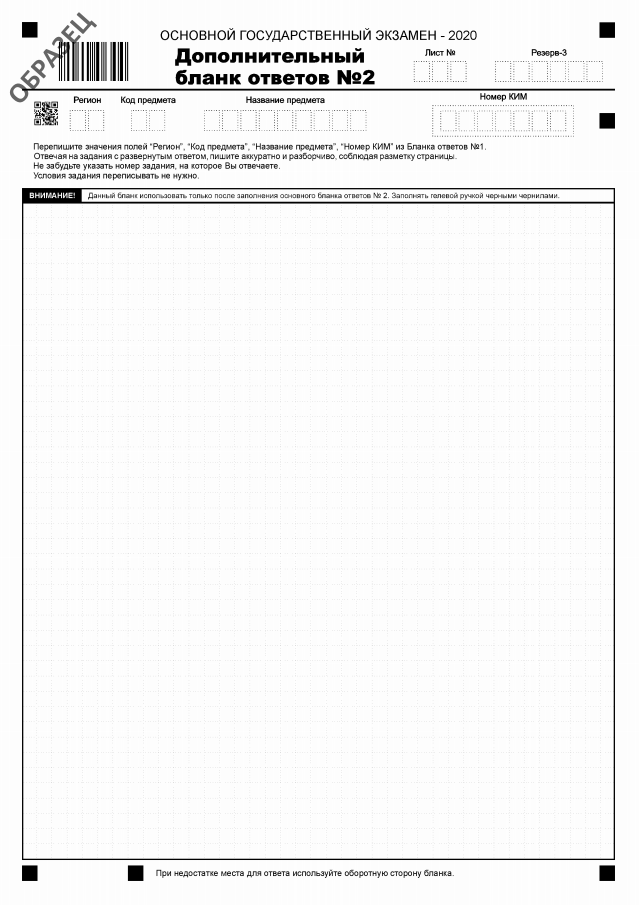 ОБРАЗЕЦ
ОСНОВНОЙ ГОСУДАРСТВЕННЫЙ ЭКЗАМЕН - 2020
Дополнительный
бланк ответов №2
Лист №
Резерв-3
Регион
Код предмета
Название предмета
Номер КИМ
Перепишите значения полей "Регион", "Код предмета", "Название предмета", "Номер КИМ" из Бланка ответов №1.
Отвечая на задания с развернутым ответом, пишите аккуратно и разборчиво, соблюдая разметку страницы.
Не забудьте указать номер задания, на которое Вы отвечаете.
Условия задания переписывать не нужно.
ВНИМАНИЕ! Данный бланк использовать только после заполнения основного бланка ответов № 2. Заполнять гелевой ручкой черными чернилами.
При недостатке места для ответа используйте оборотную сторону бланка.